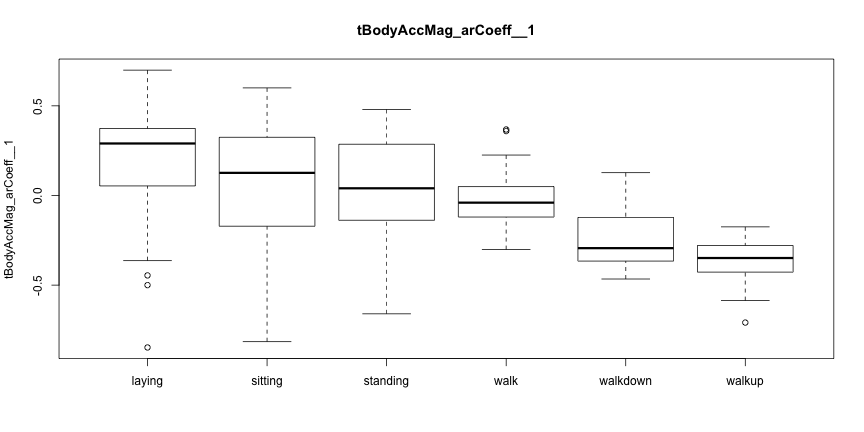 tBodyAccMag_arCoeff__1
tBodyAccMag_arCoeff__1
0.5
0.0
-0.5
laying sitting standing walk walkdown walkup